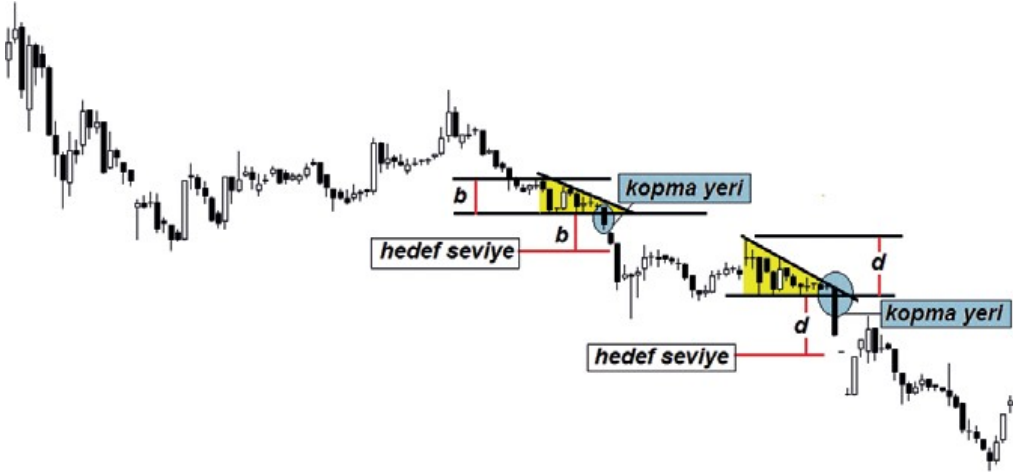 b
kopma yeri
b
hedef seviye
d
kopma yeri
d
hedef seviye